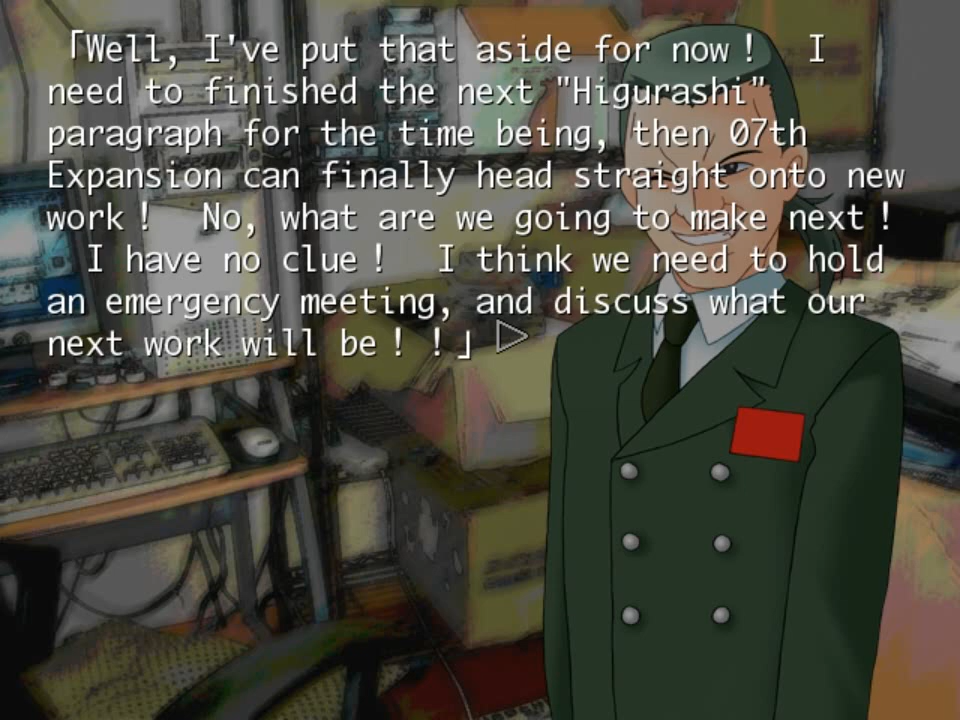 「Well, I've put that aside for now！ I
need to finished the next "Higurashi"
paragraph for the time being, then 07th
Expansion can finally head straight onto new
work！ No, what are we going to make next！
I have no clue！ I think we need to hold
an emergency meeting, and discuss what our
next work will be！！」